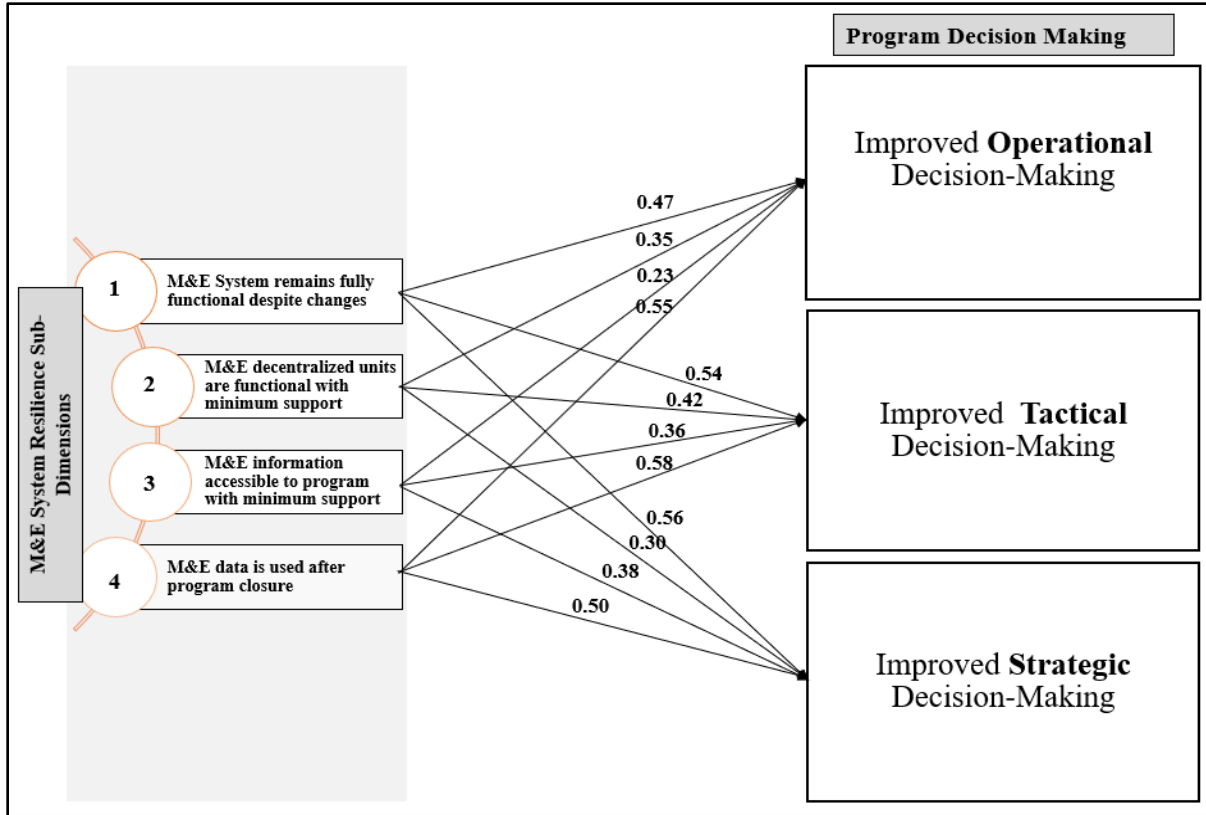 Program Decision Making
M&E System Resilience Sub-
Dimensions
1
M&E System remains fully
functional despite changes
2
M&E decentralized units
are functional with
minimum support
3
M&E information
accessible to program
with minimum support
4
M&E data is used after
program closure
0.47
0.35
0.23
0.55
0.54
0.42
0.36
0.58
0.56
0.30
0.38
0.50
Improved Operational
Decision-Making
Improved Tactical
Decision-Making
Improved Strategic
Decision-Making